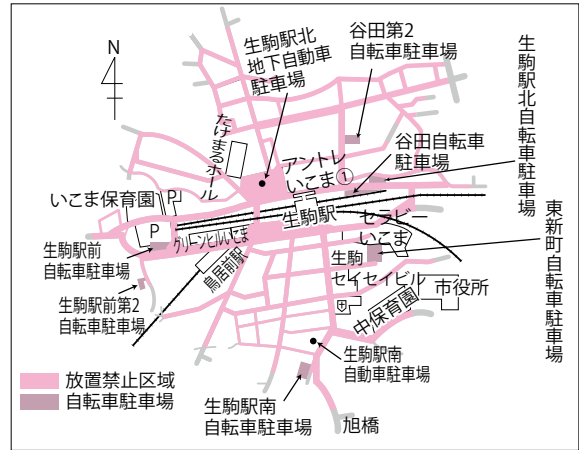 N
生駒駅北
地下自動車
駐車場
谷田第2
自転車駐車場
生駒駅北自転車駐車場
たけまるホール
谷田自転車
駐車場
アントレ
いこま①
いこま保育園
P
P
生駒駅
セラビー
いこま
東新町自転車駐車場
グリーンヒルいこま
生駒駅前
自転車駐車場
鳥居前駅
生駒
セイセイビル
市役所
生駒駅前第2
自転車駐車場
中保育園
生駒駅南
自動車駐車場
放置禁止区域
自転車駐車場
生駒駅南
自転車駐車場
旭橋